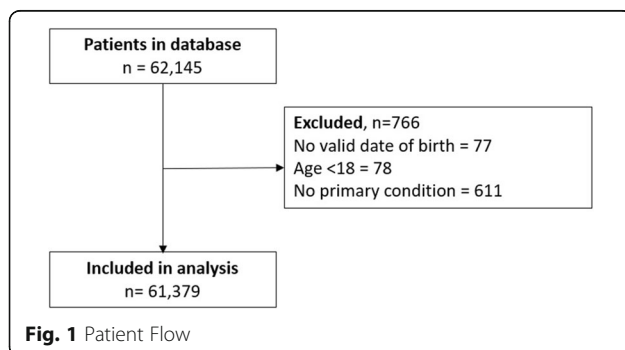 Patients in database
n = 62,145
Excluded, n=766
No valid date of birth = 77
Age <18 = 78
No primary condition = 611
Included in analysis
n= 61,379
Fig. 1 Patient Flow